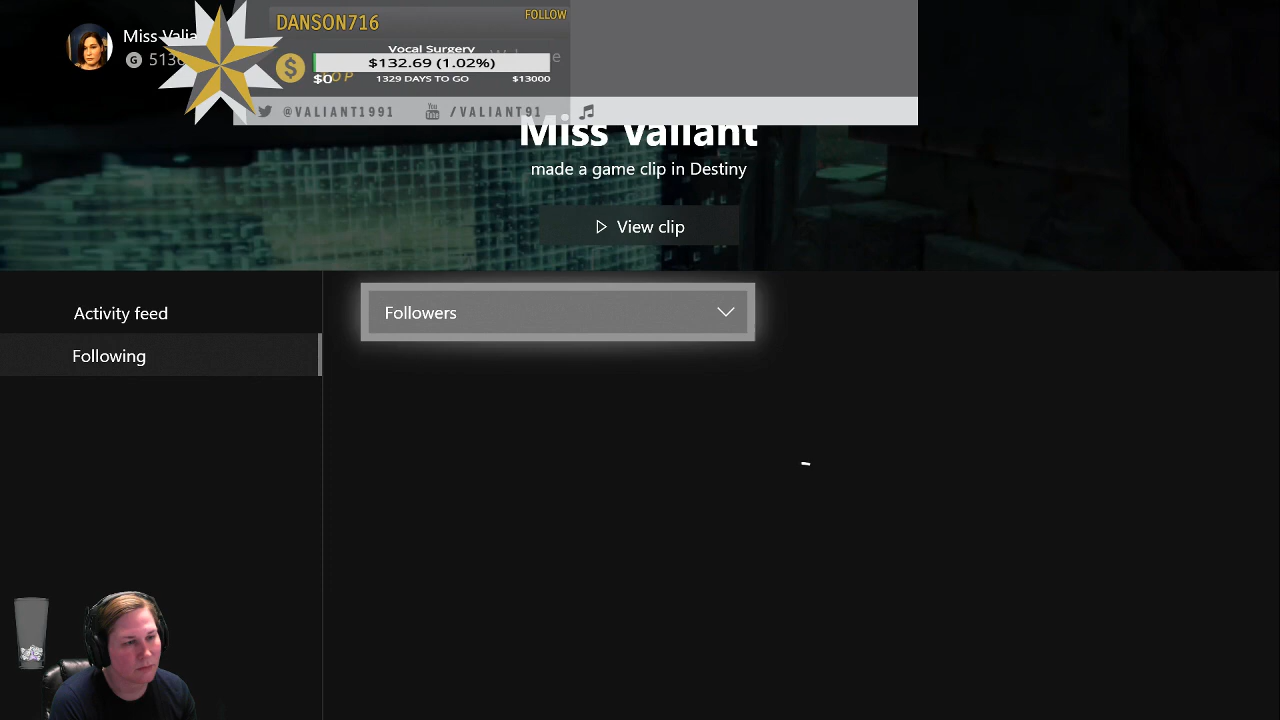 DANSON716
FOLLOW
Vocal Surgery
$132.69 (1.02%)
$0
1329 DAYS TO GO
$13000
@VALIANT1991
/VALIANT91
Miss Valia
G 513
Miss Valiant
made a game clip in Destiny
View clip
Activity feed
Following
Followers